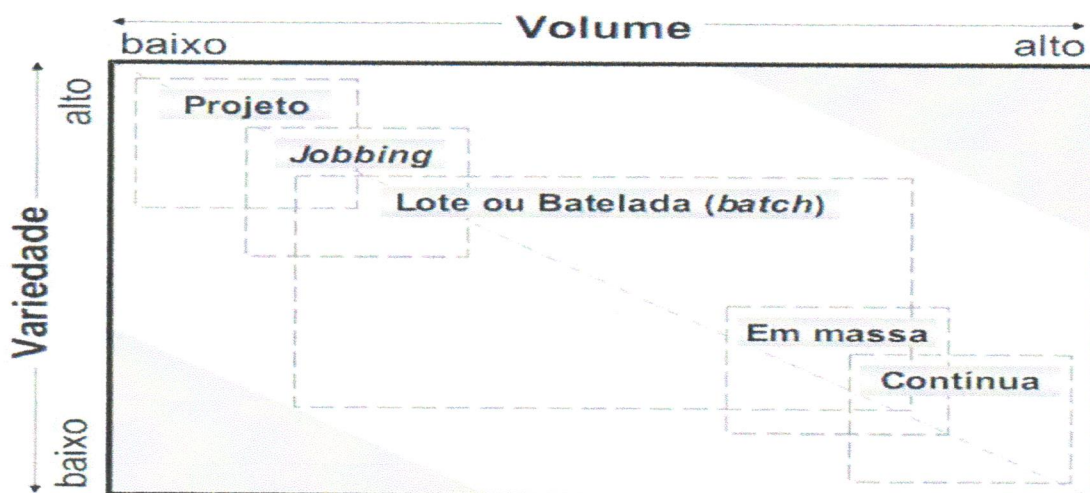 Volume
baixo alto
alto
Variedade
baixo
Projeto
Jobbing
Lote ou Batelada (batch)
Em massa
Contínua